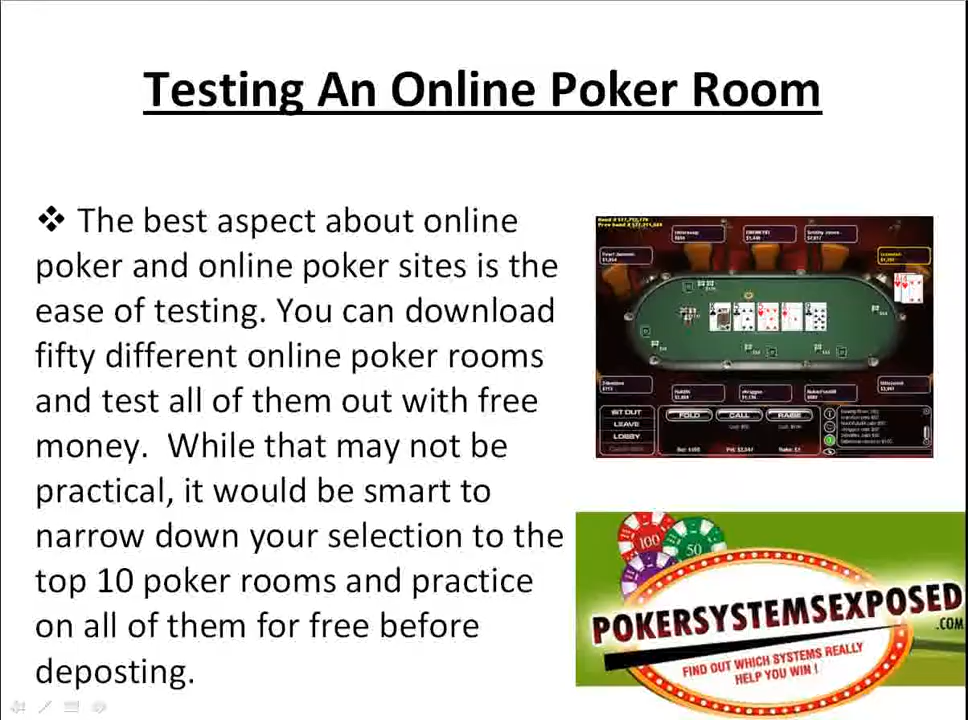 Testing An Online Poker Room
❖ The best aspect about online
poker and online poker sites is the
ease of testing. You can download
fifty different online poker rooms
and test all of them out with free
money.  While that may not be
practical, it would be smart to
narrow down your selection to the
top 10 poker rooms and practice
on all of them for free before
deposting.
SIT OUT
LEAVE
LOBBY
FOLD
CALL
RAISE
100
50
POKERSYSTEMSEXPOSED
.COM
FIND OUT WHICH SYSTEMS REALLY
HELP YOU WIN !